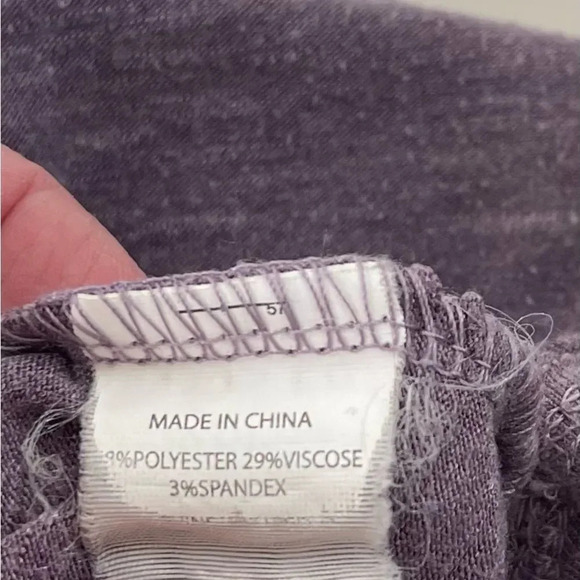 57
MADE IN CHINA
8%POLYESTER 29%VISCOSE
3%SPANDEX